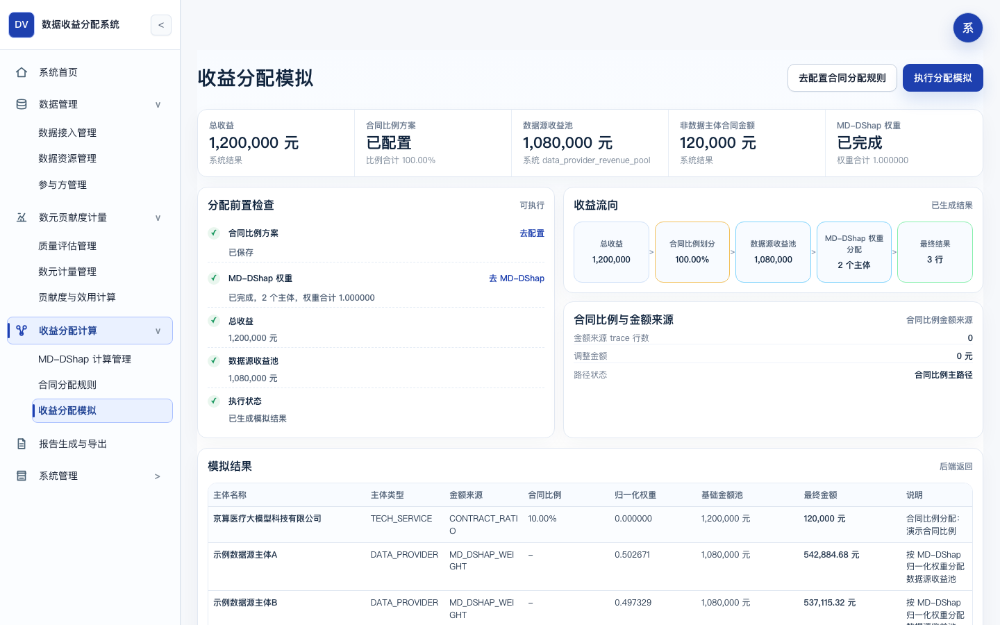 DV 数据收益分配系统 <
系
系统首页
数据管理 ∨
数据接入管理
数据资源管理
参与方管理
数元贡献度计量 ∨
质量评估管理
数元计量管理
贡献度与效用计算
收益分配计算 ∨
MD-DShap 计算管理
合同分配规则
收益分配模拟
报告生成与导出
系统管理 >
收益分配模拟
去配置合同分配规则 执行分配模拟
总收益
1,200,000 元
系统结果
合同比例方案
已配置
比例合计 100.00%
数据源收益池
1,080,000 元
系统 data_provider_revenue_pool
非数据主体合同金额
120,000 元
系统结果
MD-DShap 权重
已完成
权重合计 1.000000
分配前置检查 可执行
✓ 合同比例方案 去配置
已保存
✓ MD-DShap 权重 去 MD-DShap
已完成，2 个主体，权重合计 1.000000
✓ 总收益
1,200,000 元
✓ 数据源收益池
1,080,000 元
✓ 执行状态
已生成模拟结果
收益流向 已生成结果
总收益
1,200,000
>
合同比例划分
100.00%
>
数据源收益池
1,080,000
>
MD-DShap 权重
分配
2 个主体
>
最终结果
3 行
合同比例与金额来源 合同比例金额来源
金额来源 trace 行数 0
调整金额 0 元
路径状态 合同比例主路径
模拟结果 后端返回
主体名称 主体类型 金额来源 合同比例 归一化权重 基础金额池 最终金额 说明
京算医疗大模型科技有限公司 TECH_SERVICE CONTRACT_RATI 10.00% 0.000000 1,200,000 元 120,000 元 合同比例分配：
O 演示合同比例
示例数据源主体A DATA_PROVIDER MD_DSHAP_WEI – 0.502671 1,080,000 元 542,884.68 元 按 MD-DShap
GHT 归一化权重分配
数据源收益池
示例数据源主体B DATA_PROVIDER MD_DSHAP_WEI – 0.497329 1,080,000 元 537,115.32 元 按 MD-DShap
GHT 归一化权重分配
数据源收益池